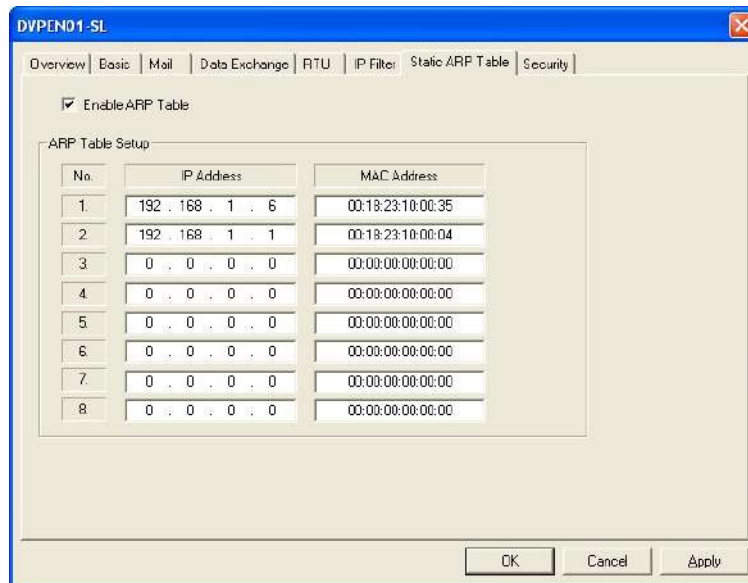 DVPEN01-SL
Overview Basic Mail Data Exchange RTU IP Filter Static ARP Table Security
Enable ARP Table
ARP Table Setup
No. IP Address MAC Address
1. 192 . 168 . 1 . 6 00:18:23:10:00:35
2 192 . 168 . 1 . 1 00:18:23:10:00:04
3 0 . 0 . 0 . 0 00:00:00:00:00:00
4 0 . 0 . 0 . 0 00:00:00:00:00:00
5 0 . 0 . 0 . 0 00:00:00:00:00:00
6 0 . 0 . 0 . 0 00:00:00:00:00:00
7. 0 . 0 . 0 . 0 00:00:00:00:00:00
8 0 . 0 . 0 . 0 00:00:00:00:00:00
OK Cancel Apply